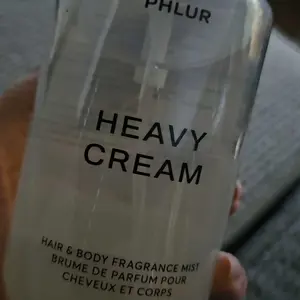 PHLUR
HEAVY
CREAM
HAIR & BODY FRAGRANCE MIST
BRUME DE PARFUM POUR
CHEVEUX ET CORPS